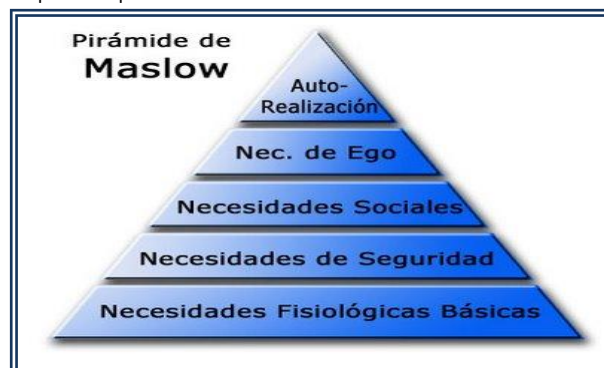 Pirámide de
Maslow
Auto-
Realización
Nec. de Ego
Necesidades Sociales
Necesidades de Seguridad
Necesidades Fisiológicas Básicas